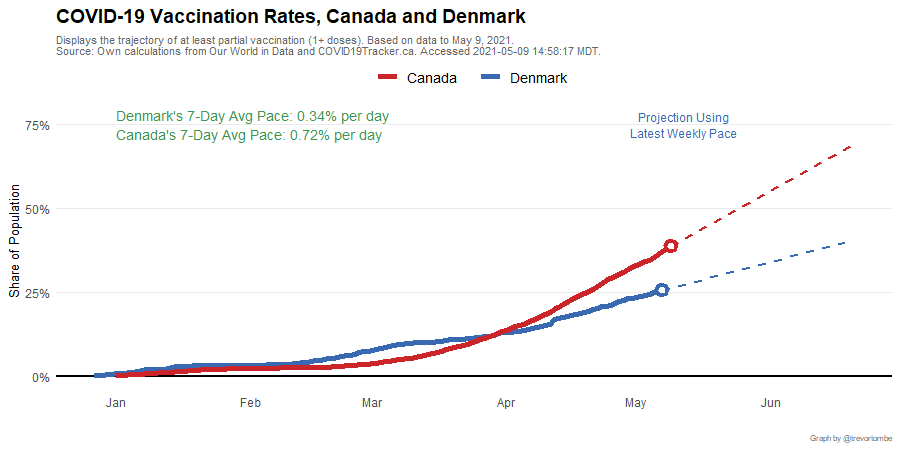 COVID-19 Vaccination Rates, Canada and Denmark
Displays the trajectory of at least partial vaccination (1+ doses). Based on data to May 9, 2021.
Source: Own calculations from Our World in Data and COVID19Tracker.ca. Accessed 2021-05-09 14:58:17 MDT.
Canada Denmark
Denmark's 7-Day Avg Pace: 0.34% per day
Canada's 7-Day Avg Pace: 0.72% per day
Projection Using
Latest Weekly Pace
Share of Population
75%
50%
25%
0%
Jan Feb Mar Apr May Jun
Graph by @trevortombe